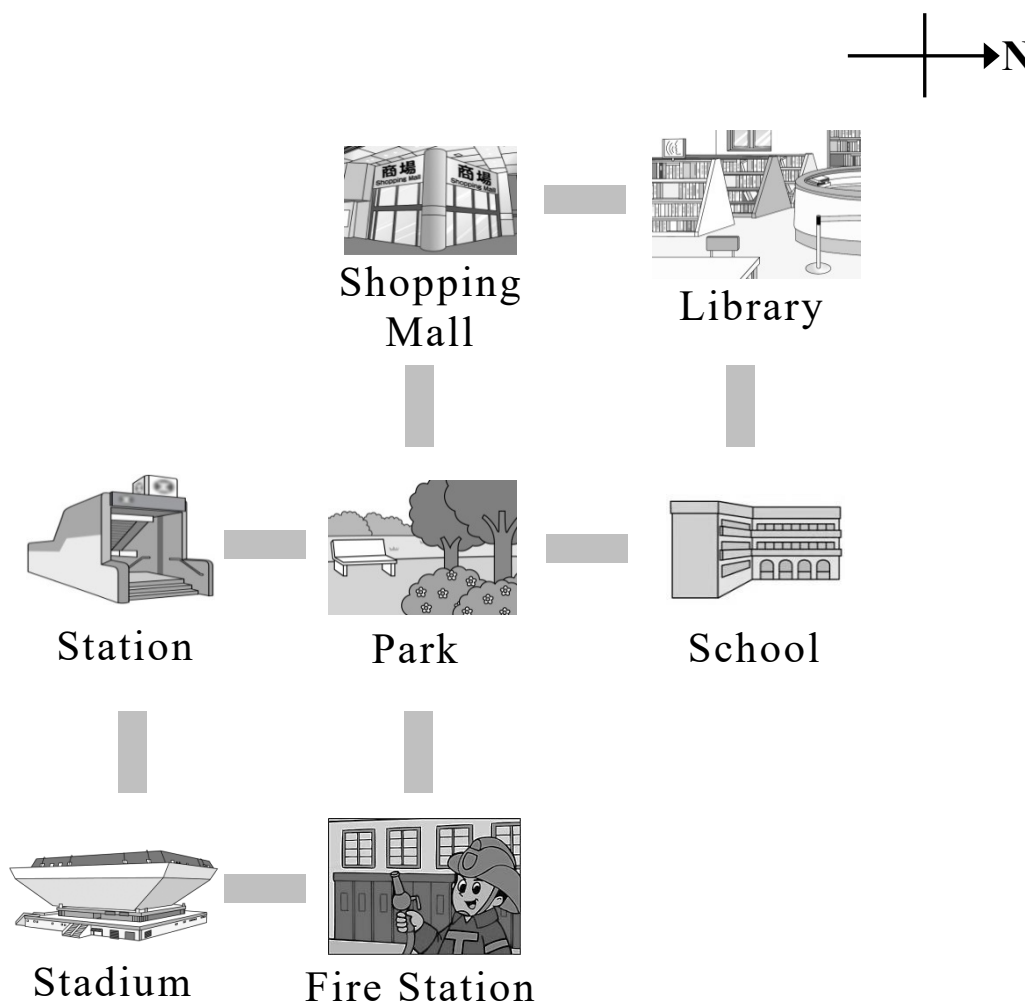 N
商場
Shopping Mall
商場
Shopping Mall
Shopping
Mall
Library
Station
Park
School
T
Stadium
Fire Station